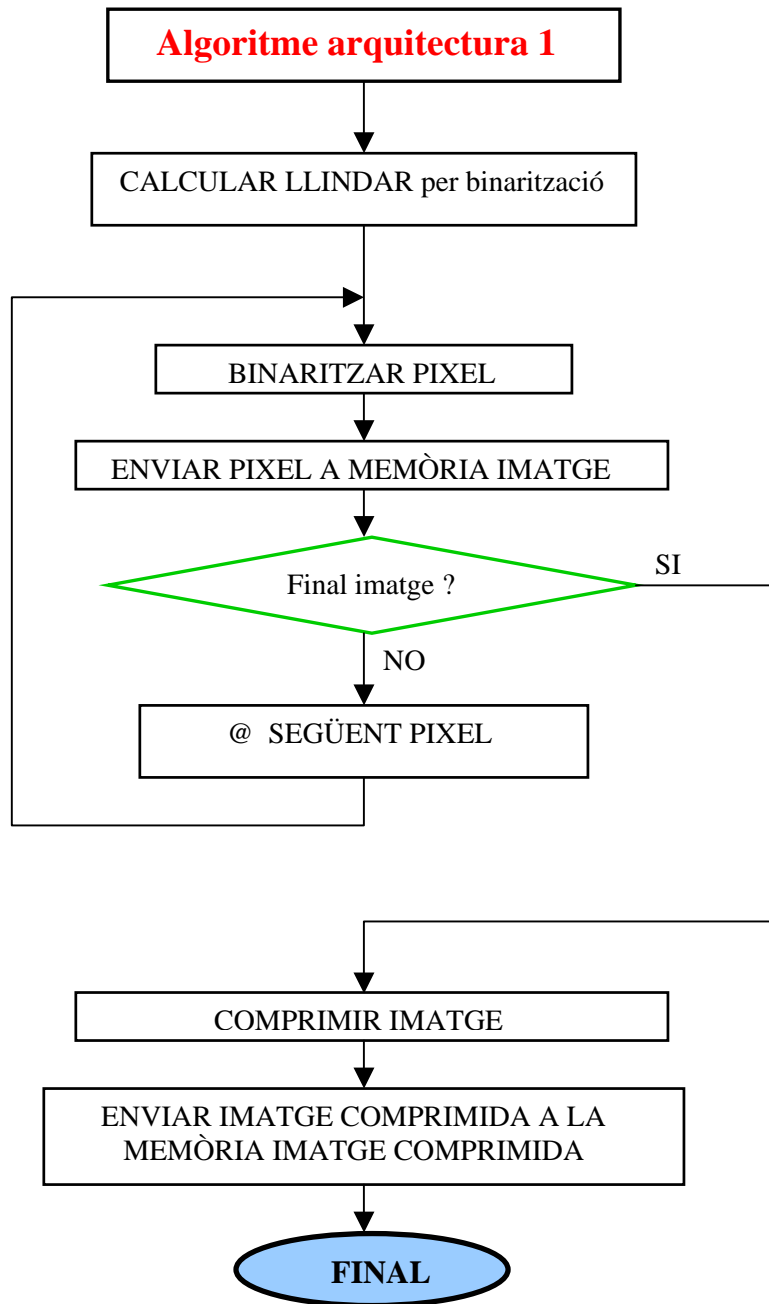 Algoritme arquitectura 1
CALCULAR LLINDAR per binarització
BINARITZAR PIXEL
ENVIAR PIXEL A MEMÒRIA IMATGE
Final imatge ?
SI
NO
@ SEGÜENT PIXEL
COMPRIMIR IMATGE
ENVIAR IMATGE COMPRIMIDA A LA
MEMÒRIA IMATGE COMPRIMIDA
FINAL